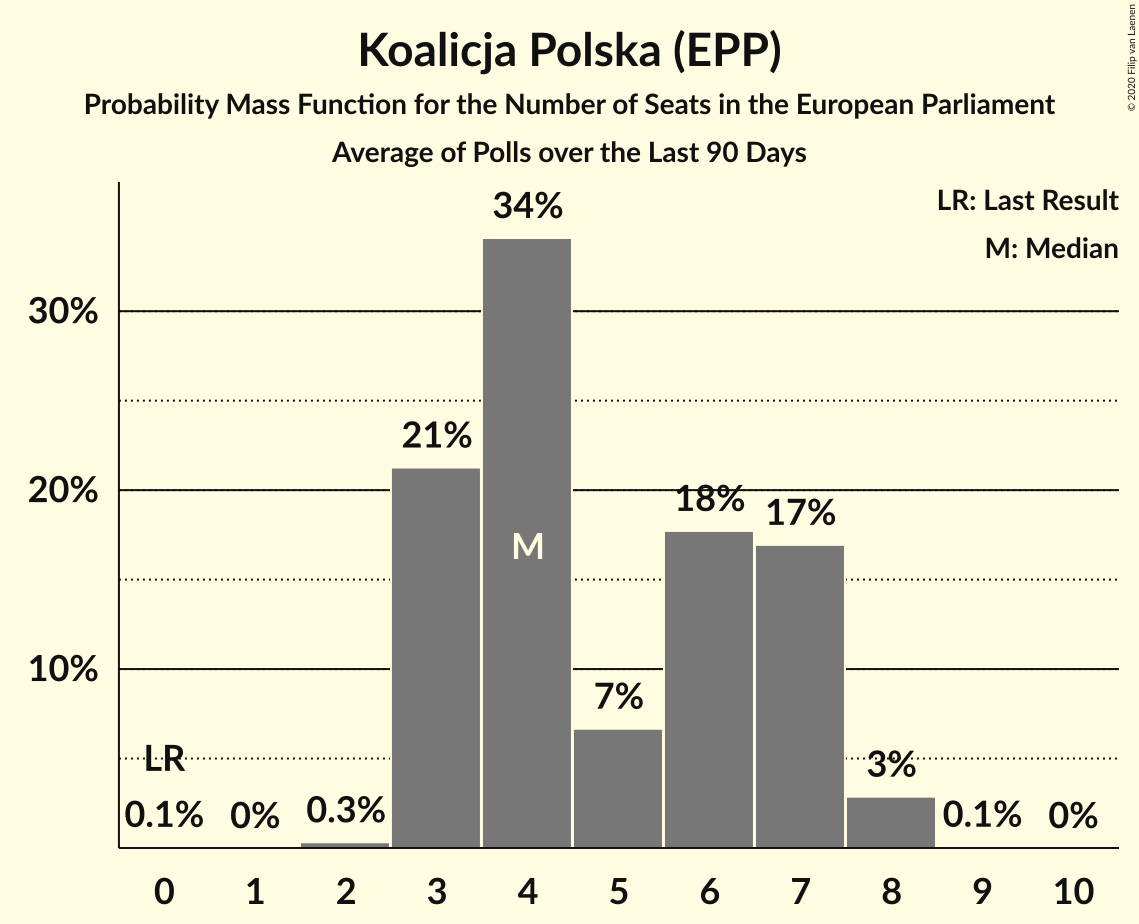 Koalicja Polska (EPP)
Probability Mass Function for the Number of Seats in the European Parliament
Average of Polls over the Last 90 Days
© 2020 Filip van Laenen
LR: Last Result
M: Median
34%
30%
21%
20%
18%
17%
M
10%
7%
LR
3%
0.1%
0%
0.3%
0.1%
0%
0 1 2 3 4 5 6 7 8 9 10